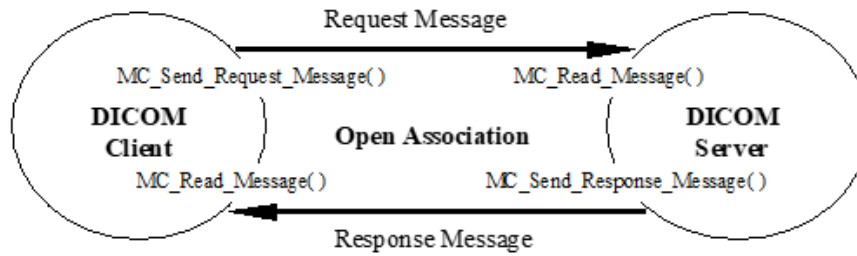 Request Message
MC_Send_Request_Message( )
MC_Read_Message( )
DICOM
Client
Open Association
DICOM
Server
MC_Read_Message( )
MC_Send_Response_Message( )
Response Message